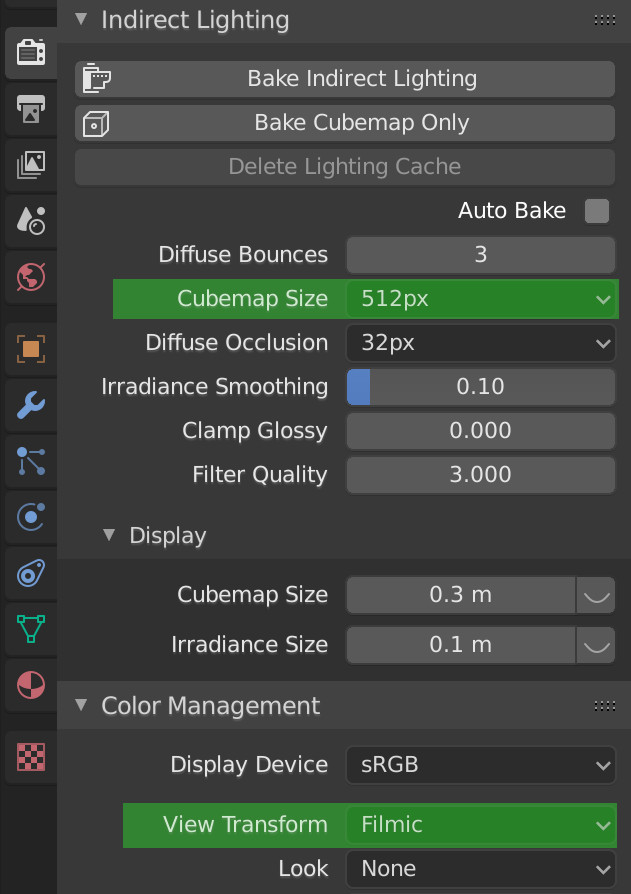 Indirect Lighting
Bake Indirect Lighting
Bake Cubemap Only
Delete Lighting Cache
Auto Bake
Diffuse Bounces 3
Cubemap Size 512px
Diffuse Occlusion 32px
Irradiance Smoothing 0.10
Clamp Glossy 0.000
Filter Quality 3.000
Display
Cubemap Size 0.3 m
Irradiance Size 0.1 m
Color Management
Display Device sRGB
View Transform Filmic
Look None